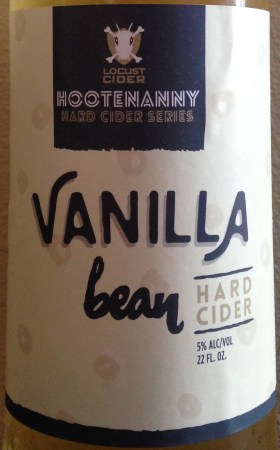 LOCUST
CIDER
HOOTENANNY
HARD CIDER SERIES
VANILLA
bean
HARD
CIDER
5% ALC/VOL
22 FL. OZ.